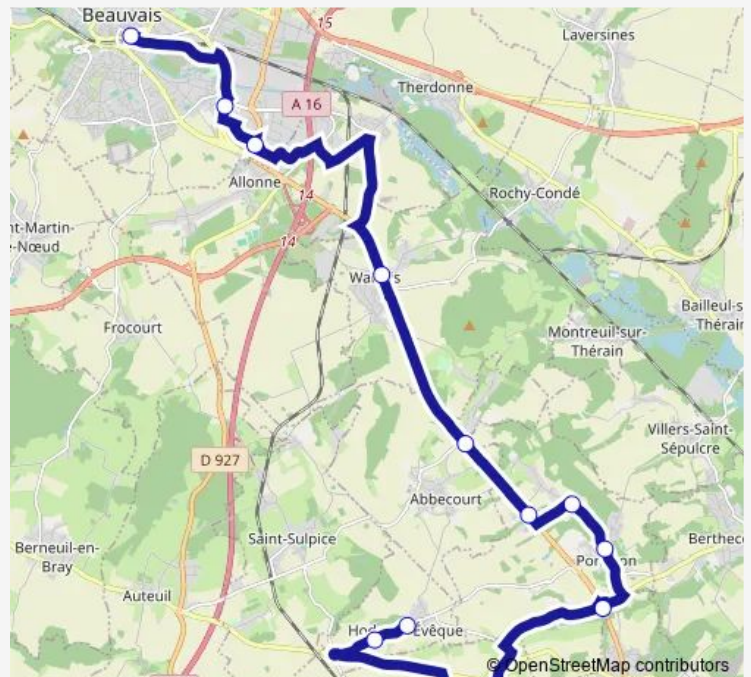 Beauvais
15
Laversines
Therdonne
A 16
Allonne
14
Rochy-Condé
nt-Martin-
e-Nœud
14
Frocourt
Bailleul-s
Thérain
Montreuil-sur-
Thérain
D 927
Villers-Saint-
Sépulcre
Abbecourt
Saint-Sulpice
Berneuil-en-
Bray
Berthec
Auteuil
Évêque
© OpenStreetMap contributors